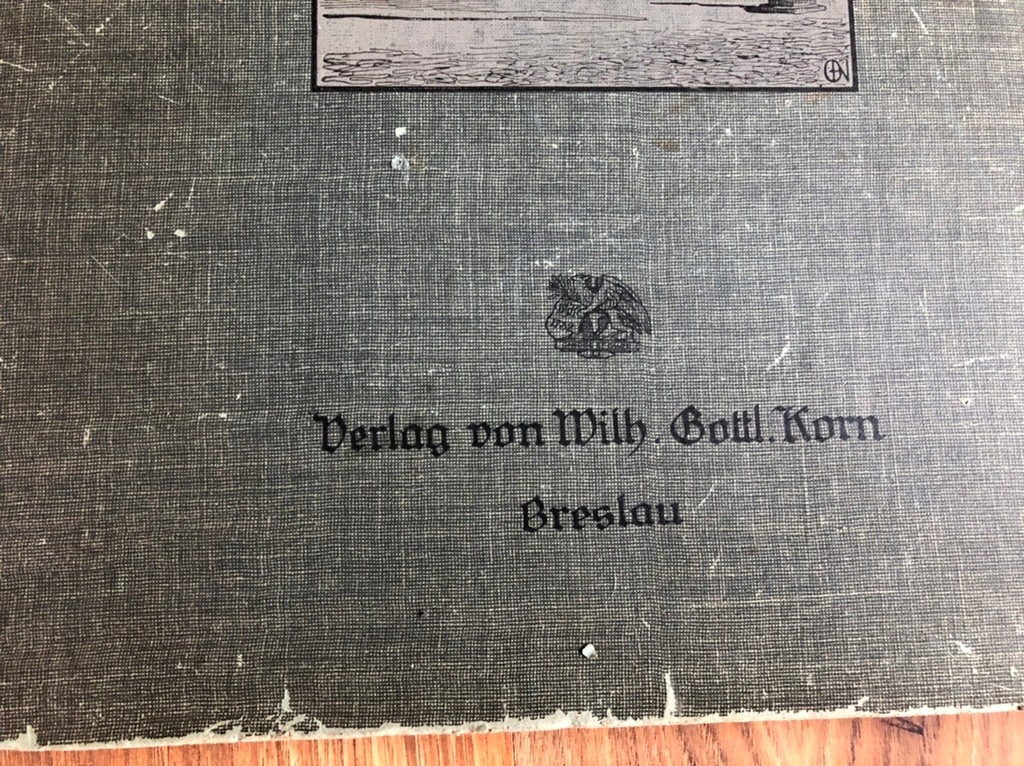 Verlag von Wilh. Gottl. Korn
Breslau